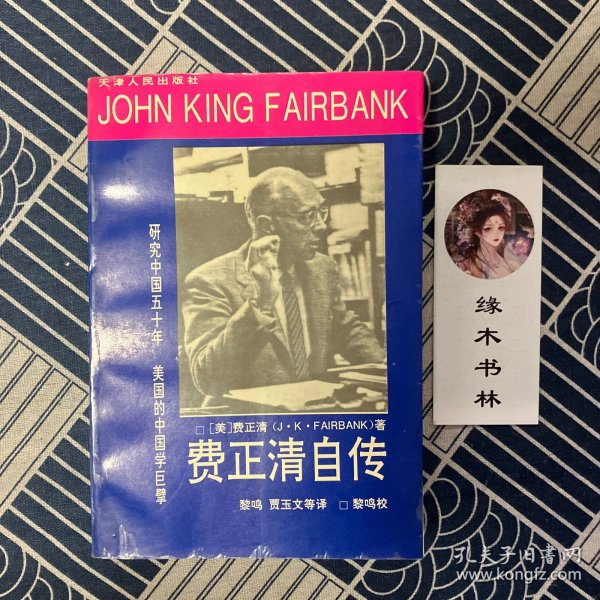 天津人民出版社
JOHN KING FAIRBANK
研究中国五十年 美国的中国学巨擘
□ [美]费正清（J·K·FAIRBANK）著
费正清自传
黎鸣 贾玉文等译 □ 黎鸣校
缘木书林
孔夫子旧書网
www.kongfz.com